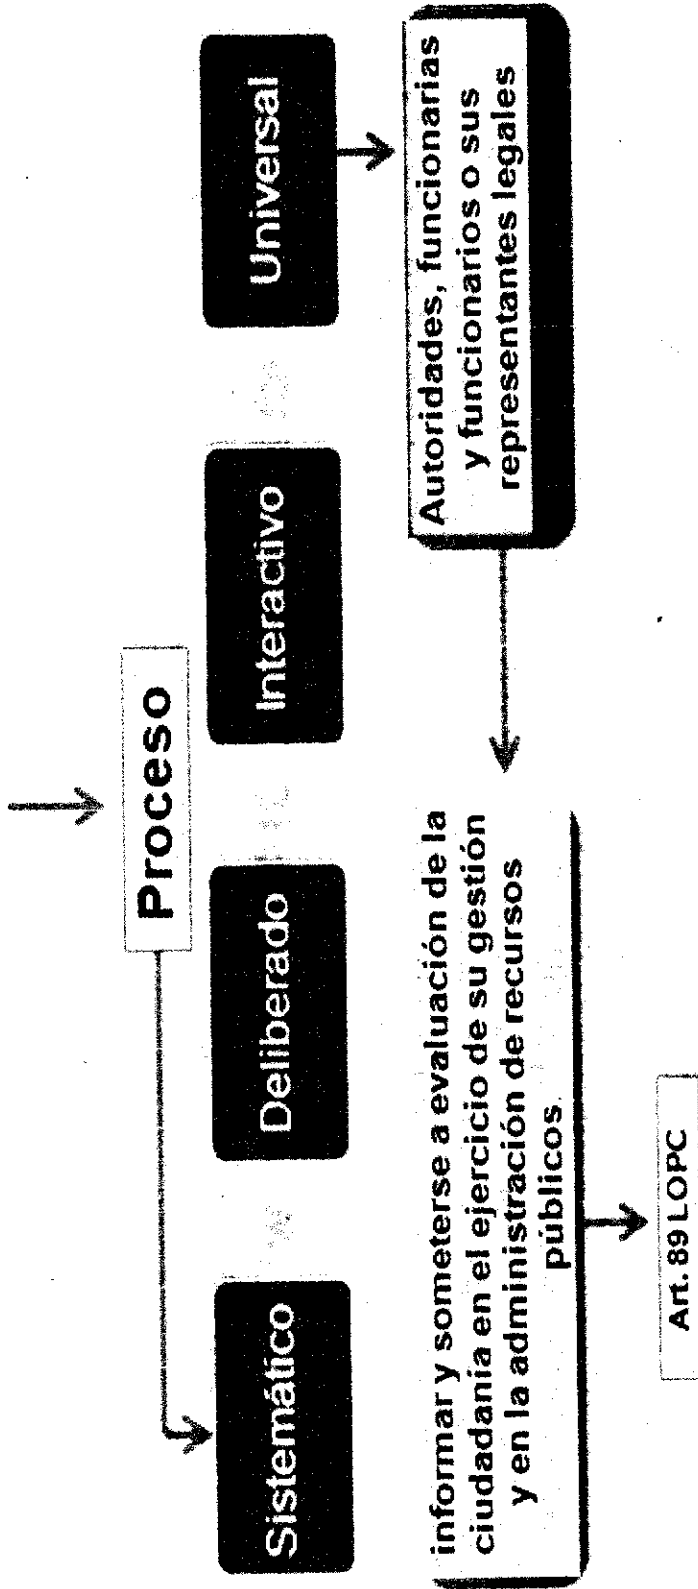 Proceso
Sistemático
Deliberado
Interactivo
Universal
Autoridades, funcionarias
y funcionarios o sus
representantes legales
informar y someterse a evaluación de la
ciudadanía en el ejercicio de su gestión
y en la administración de recursos
públicos.
Art. 89 LOPC